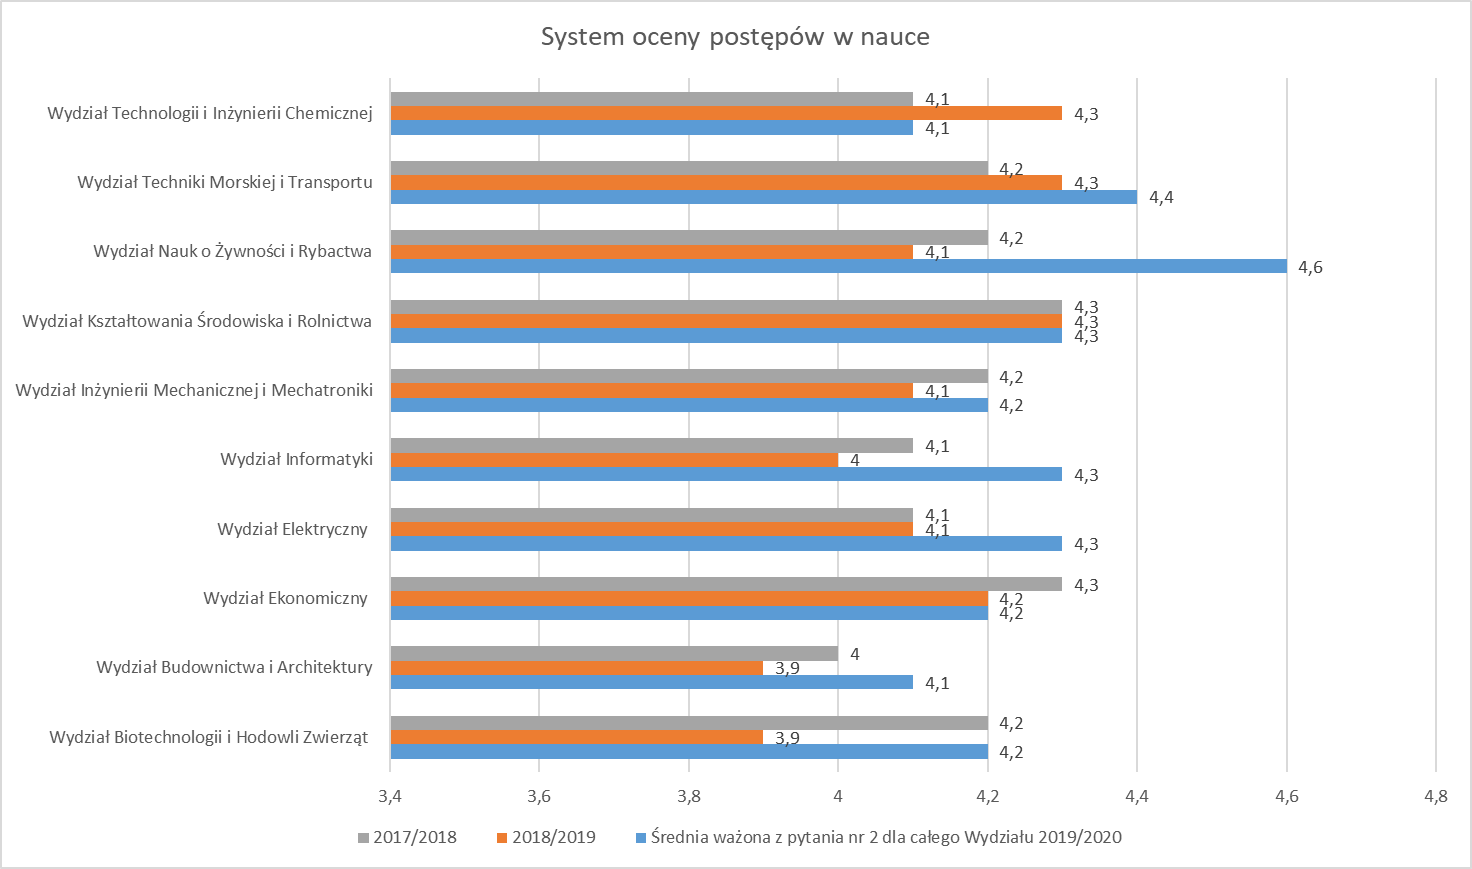 System oceny postępów w nauce
Wydział Technologii i Inżynierii Chemicznej
4,1
4,3
4,1
Wydział Techniki Morskiej i Transportu
4,2
4,3
4,4
Wydział Nauk o Żywności i Rybactwa
4,2
4,1
4,6
Wydział Kształtowania Środowiska i Rolnictwa
4,3
4,3
4,3
Wydział Inżynierii Mechanicznej i Mechatroniki
4,2
4,1
4,2
Wydział Informatyki
4,1
4
4,3
Wydział Elektryczny
4,1
4,1
4,3
Wydział Ekonomiczny
4,3
4,2
4,2
Wydział Budownictwa i Architektury
4
3,9
4,1
Wydział Biotechnologii i Hodowli Zwierząt
4,2
3,9
4,2
3,4 3,6 3,8 4 4,2 4,4 4,6 4,8
2017/2018 2018/2019 Średnia ważona z pytania nr 2 dla całego Wydziału 2019/2020